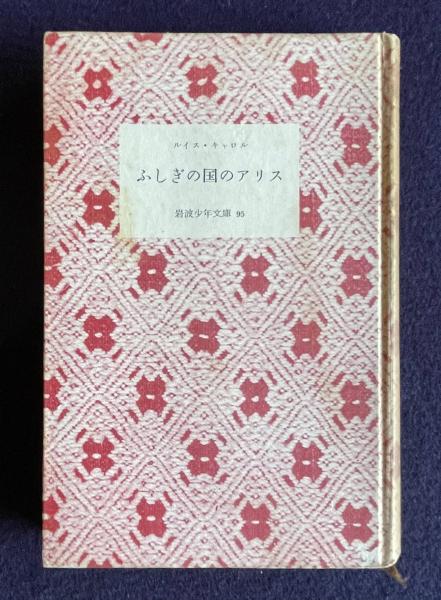 ルイス・キャロル
ふしぎの国のアリス
岩波少年文庫 95